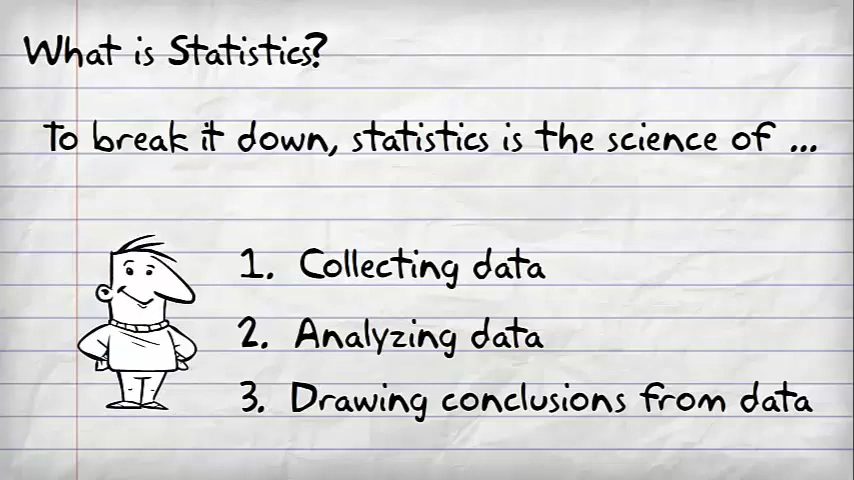 What is Statistics?
To break it down, statistics is the science of ...
1. Collecting data
2. Analyzing data
3. Drawing conclusions from data